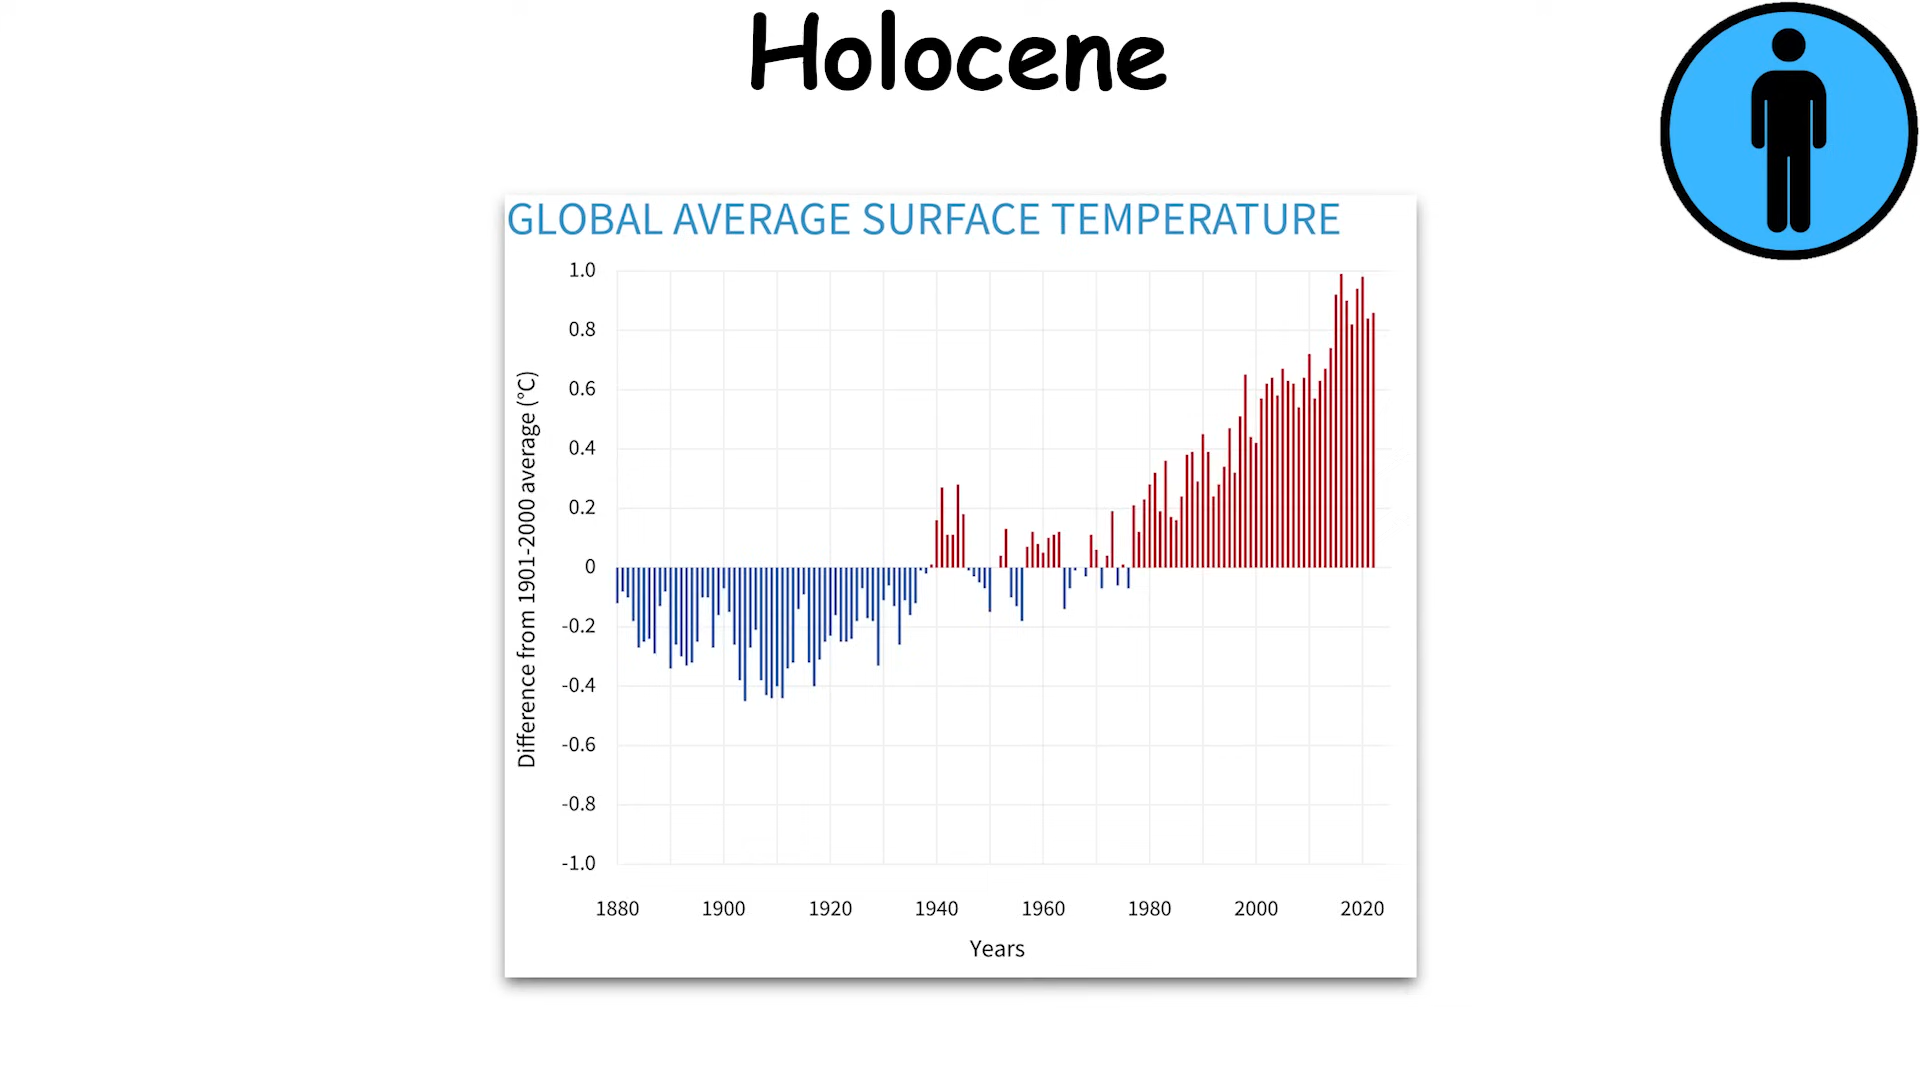 Holocene
GLOBAL AVERAGE SURFACE TEMPERATURE
Difference from 1901-2000 average (°C)
1.0
0.8
0.6
0.4
0.2
0
-0.2
-0.4
-0.6
-0.8
-1.0
1880 1900 1920 1940 1960 1980 2000 2020
Years